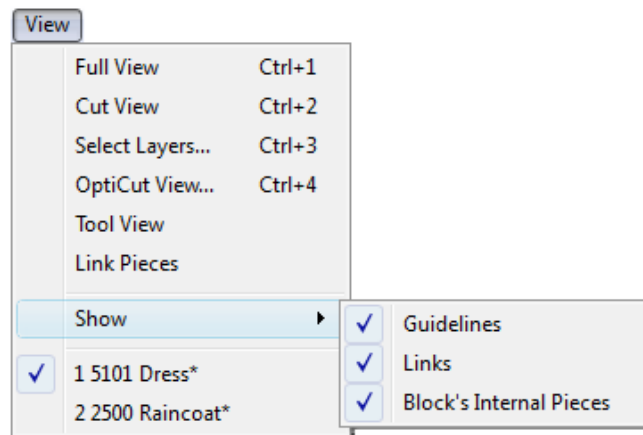 View
Full View Ctrl+1
Cut View Ctrl+2
Select Layers... Ctrl+3
OptiCut View... Ctrl+4
Tool View
Link Pieces
Show
Guidelines
Links
Block's Internal Pieces
1 5101 Dress*
2 2500 Raincoat*